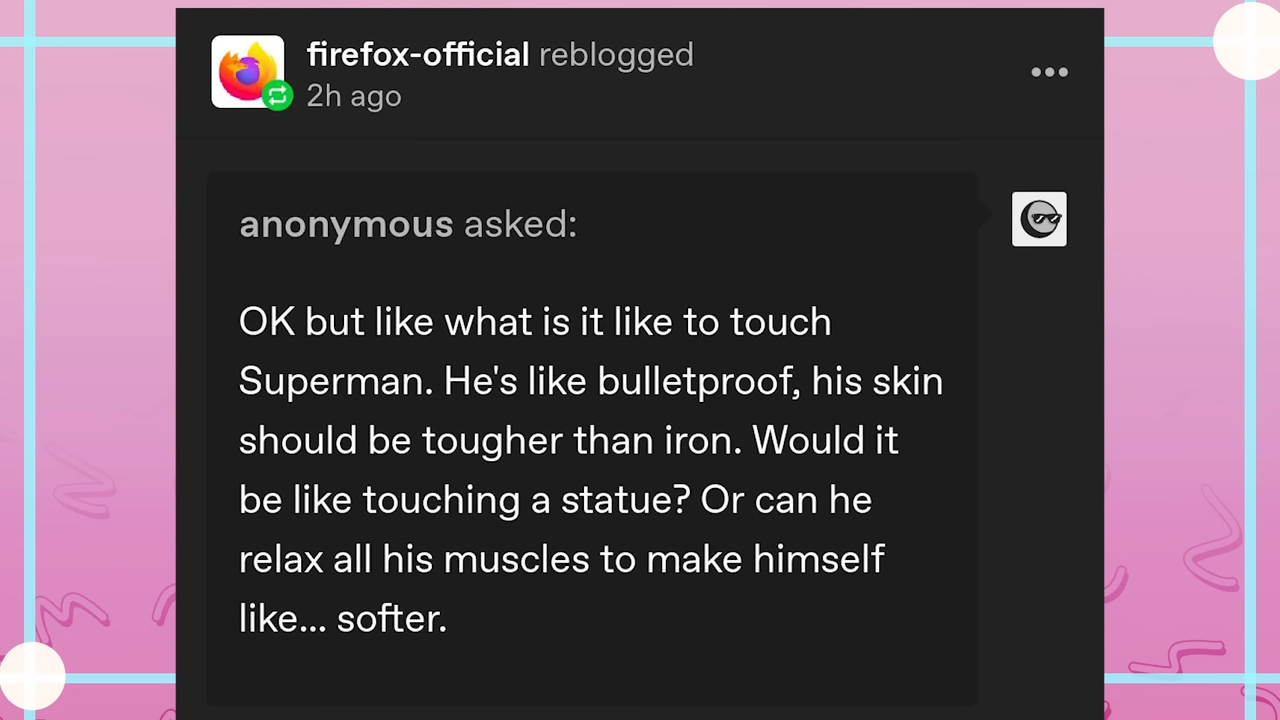 firefox-official reblogged
2h ago
anonymous asked:
OK but like what is it like to touch
Superman. He's like bulletproof, his skin
should be tougher than iron. Would it
be like touching a statue? Or can he
relax all his muscles to make himself
like... softer.